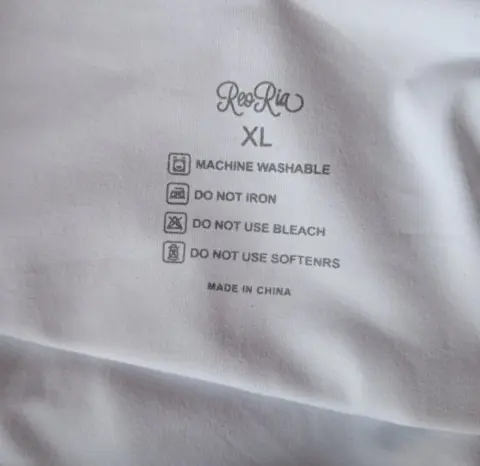 ReoRia
XL
MACHINE WASHABLE
DO NOT IRON
DO NOT USE BLEACH
DO NOT USE SOFTENRS
MADE IN CHINA